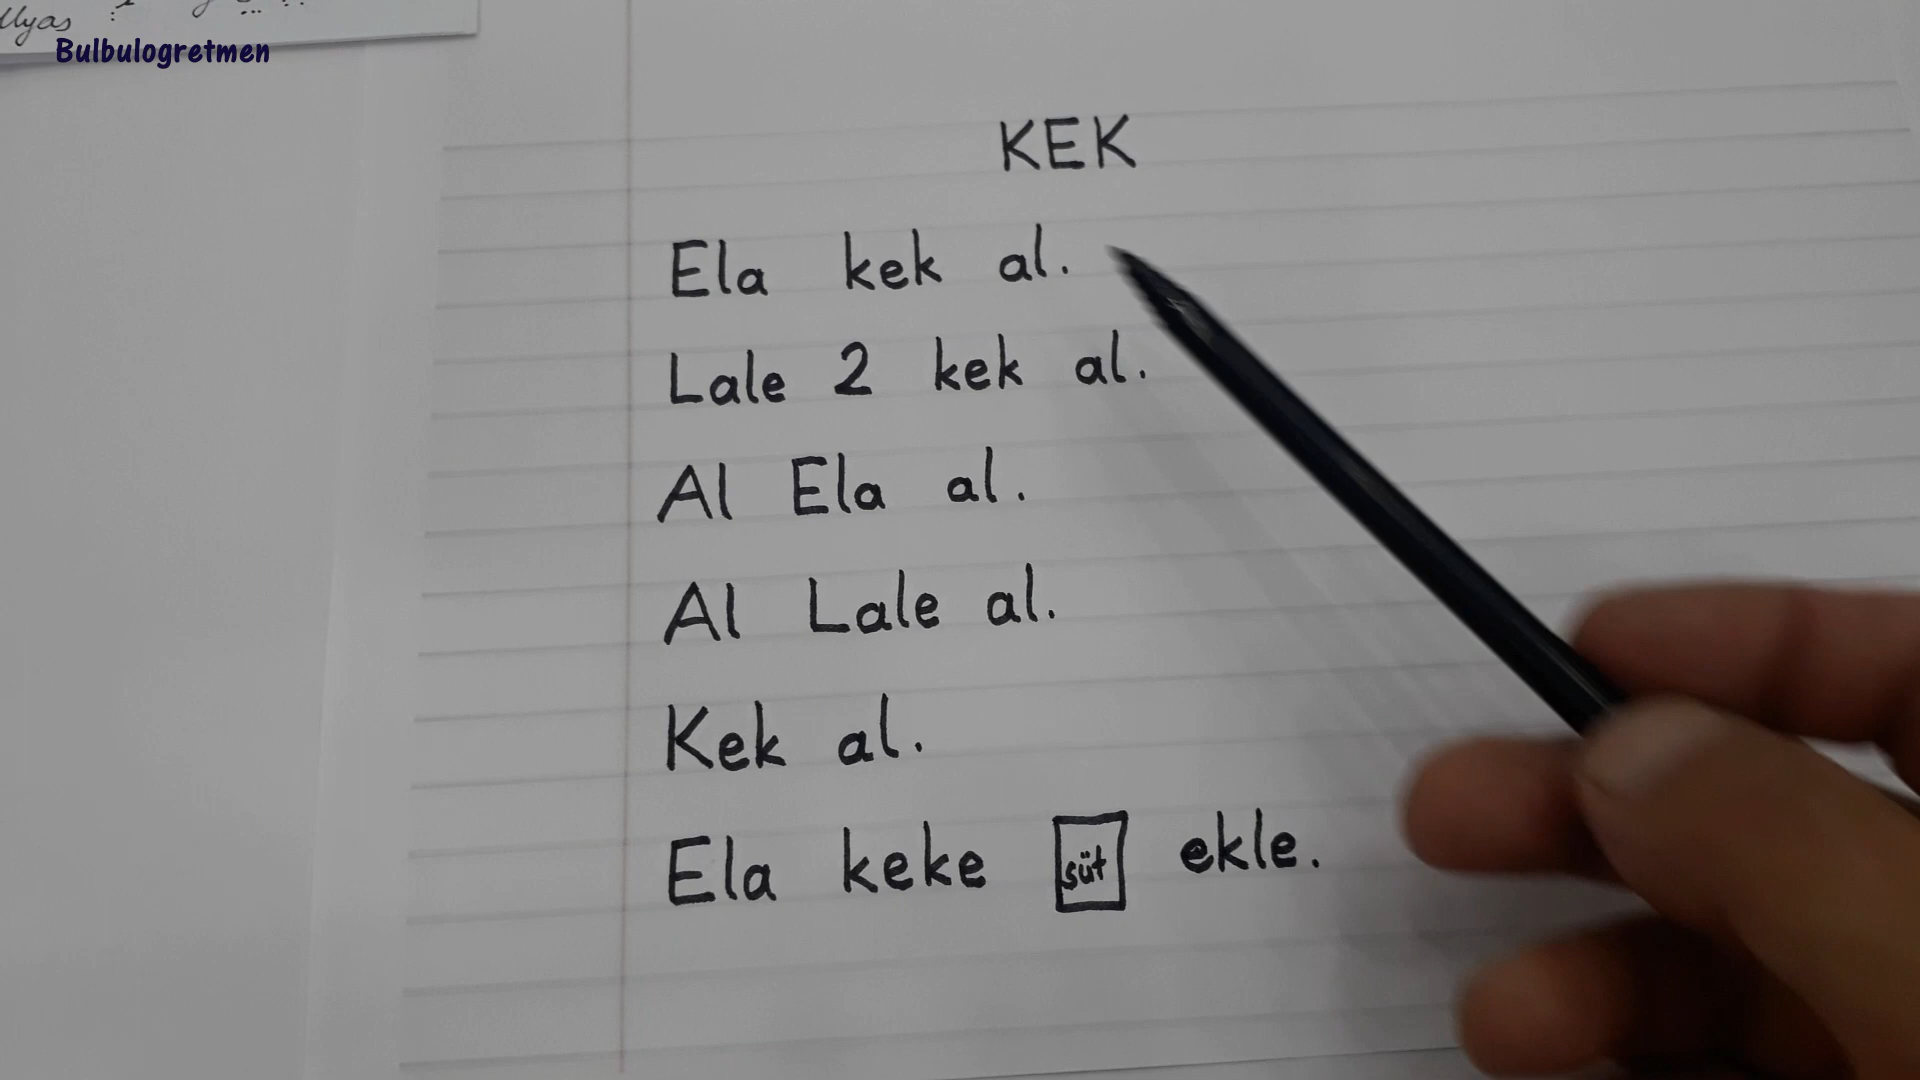 Ilyas
Bulbulogretmen
KEK
Ela kek al.
Lale 2 kek al.
Al Ela al.
Al Lale al.
Kek al.
Ela keke süt ekle.